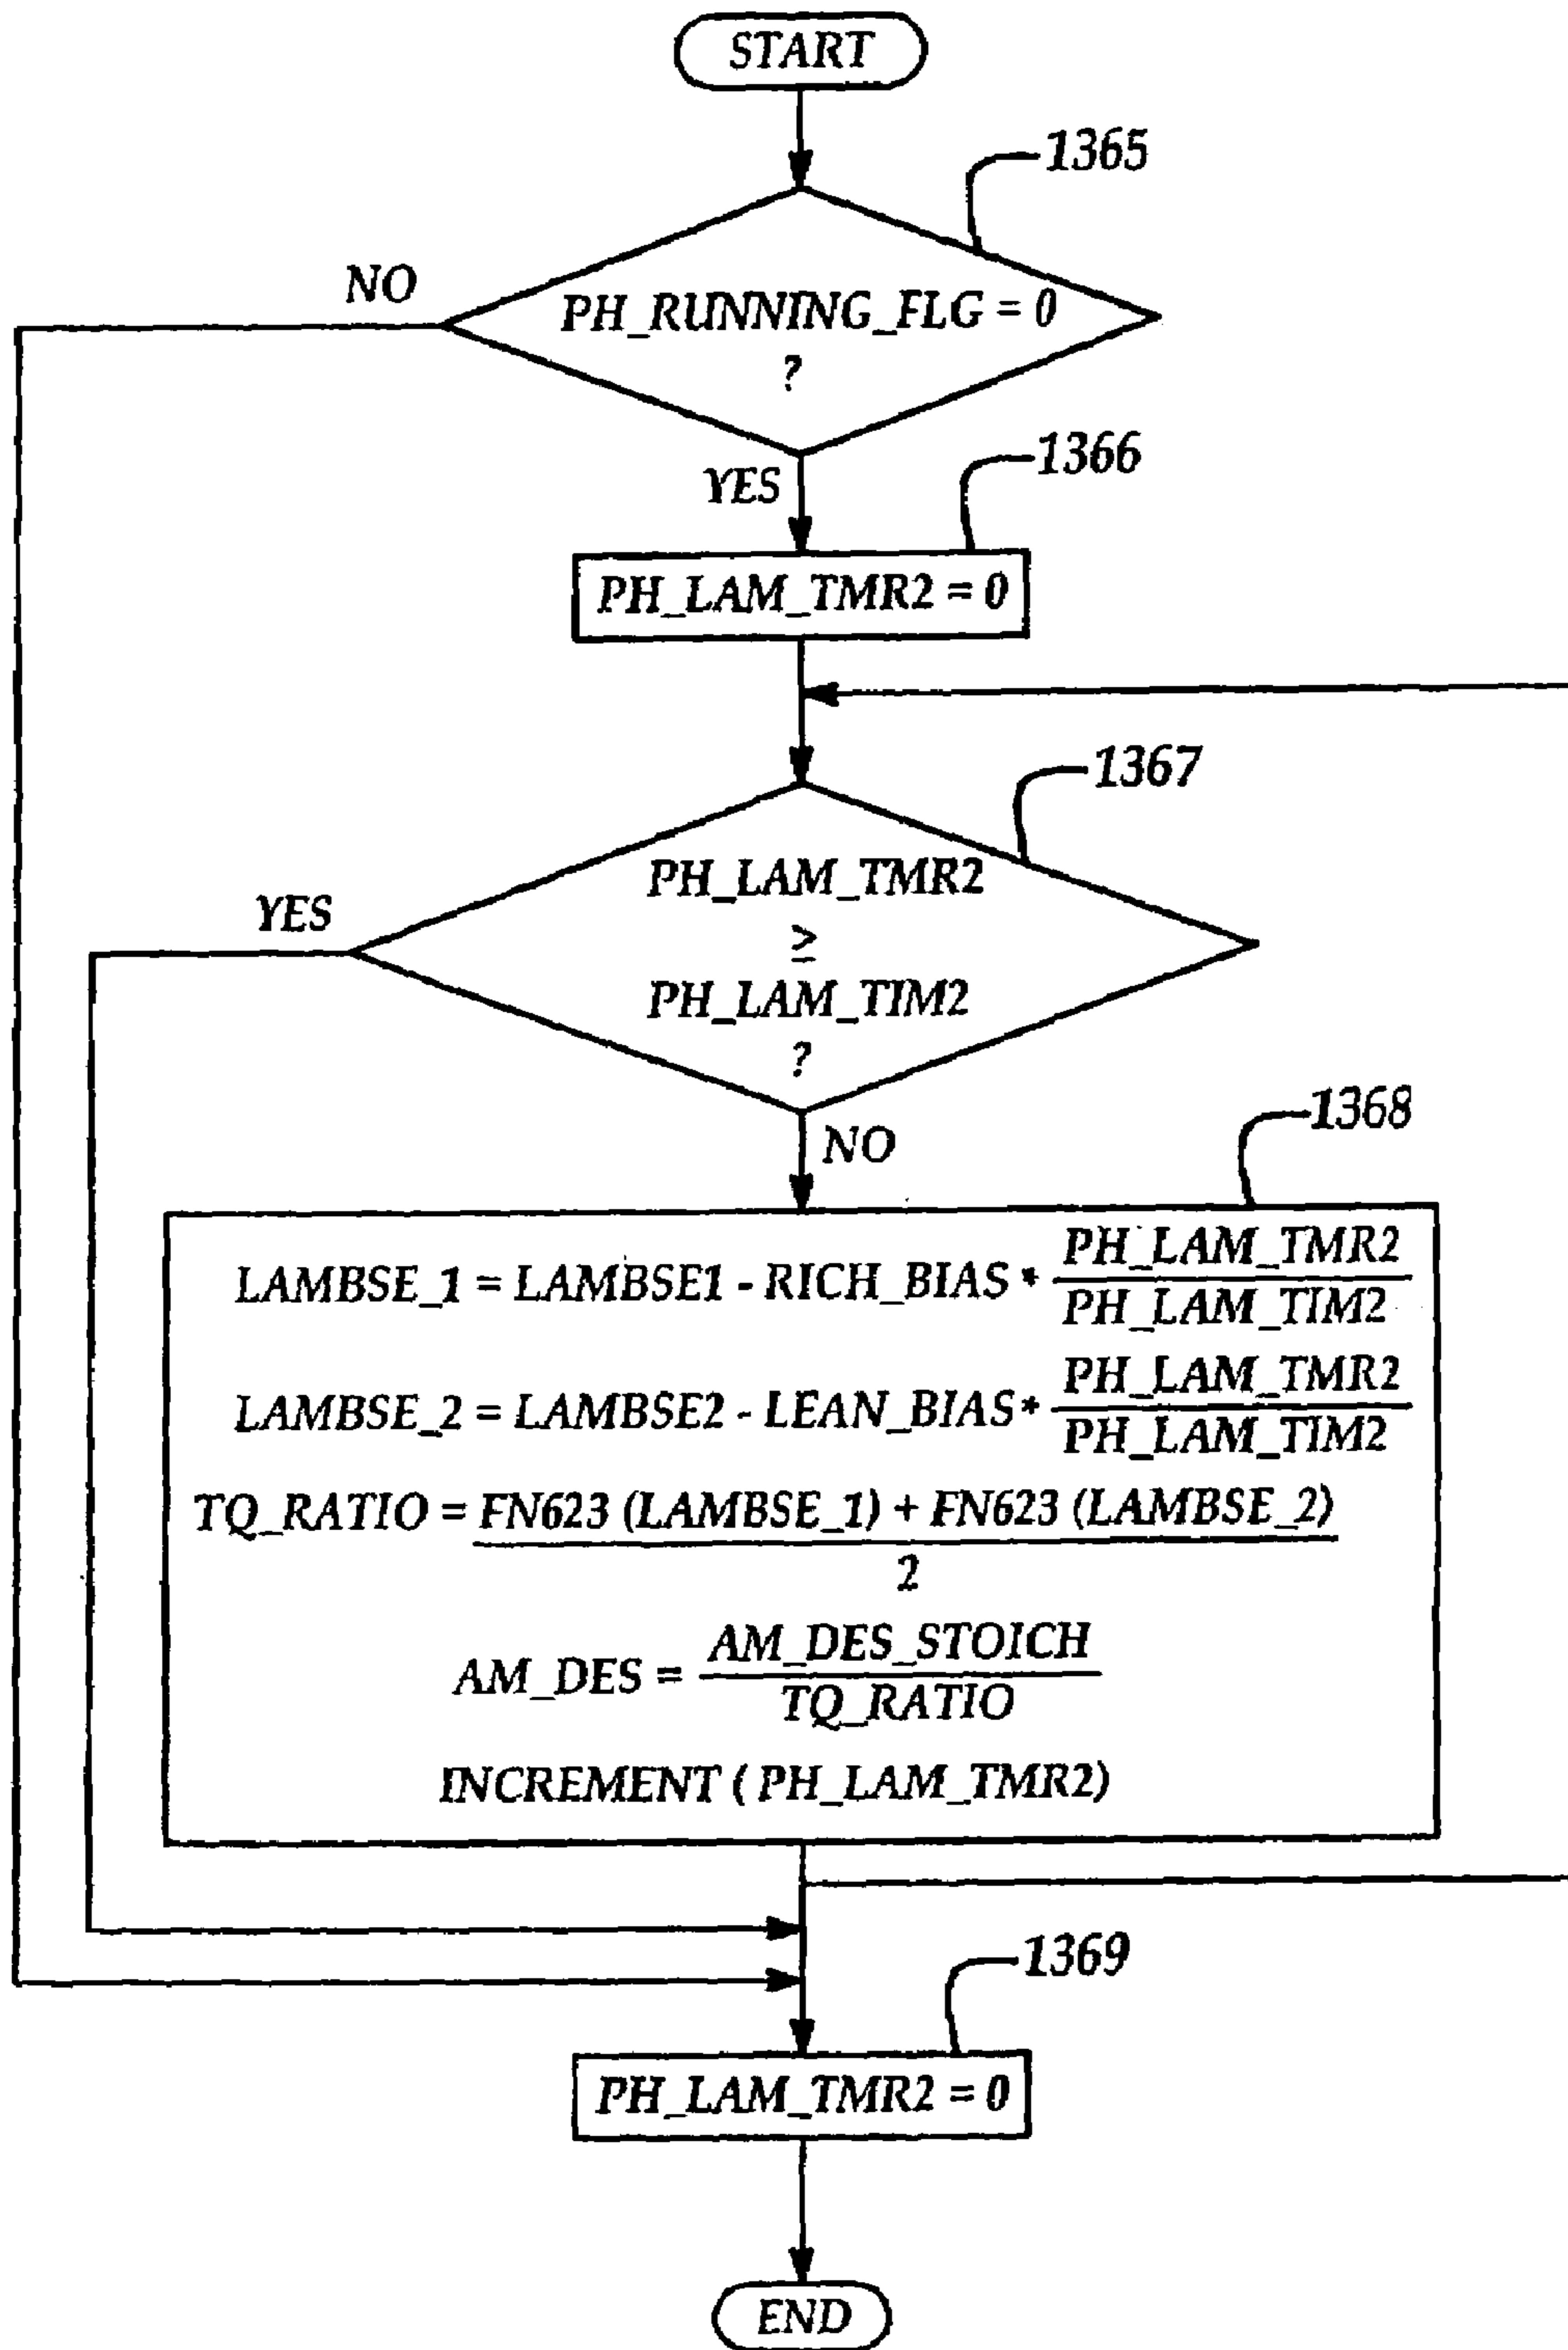 START
1365
NO
PH_RUNNING_FLG = 0
?
YES
1366
PH_LAM_TMR2 = 0
1367
YES
PH_LAM_TMR2
≥
PH_LAM_TIM2
?
NO
1368
LAMBSE_1 = LAMBSE1 - RICH_BIAS * PH_LAM_TMR2
PH_LAM_TIM2
LAMBSE_2 = LAMBSE2 - LEAN_BIAS * PH_LAM_TMR2
PH_LAM_TIM2
TQ_RATIO = FN623 (LAMBSE_1) + FN623 (LAMBSE_2)
2
AM_DES = AM_DES_STOICH
TQ_RATIO
INCREMENT ( PH_LAM_TMR2)
1369
PH_LAM_TMR2 = 0
END